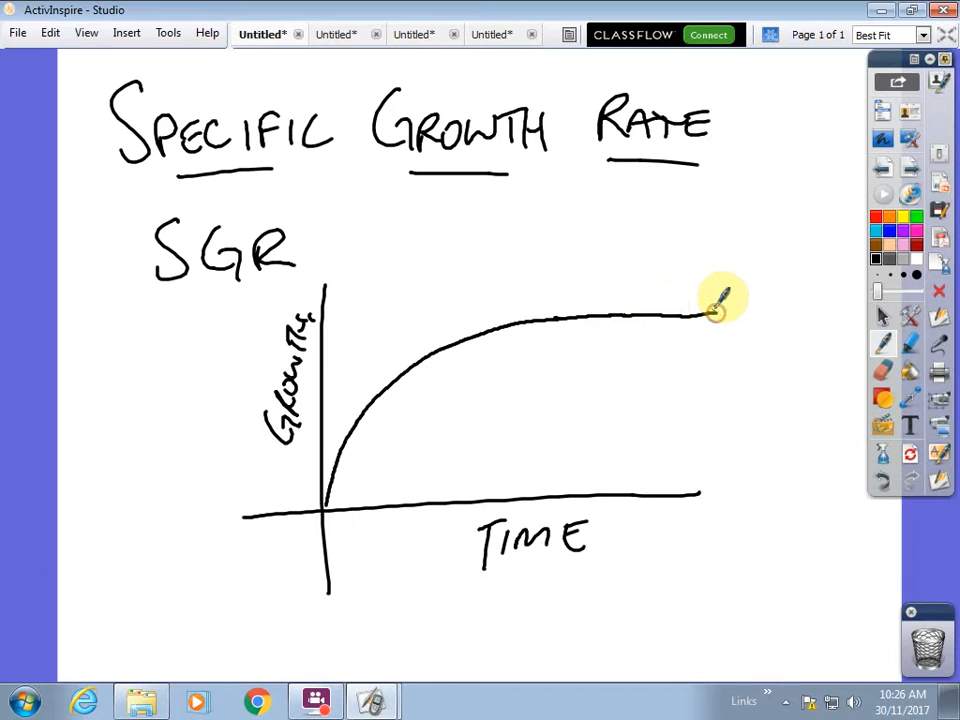 ActivInspire - Studio
File Edit View Insert Tools Help Untitled* Untitled* Untitled* Untitled* CLASSFLOW Connect Page 1 of 1 Best Fit
SPECIFIC GROWTH RATE
SGR
GROWTH
TIME
Links
10:26 AM
30/11/2017